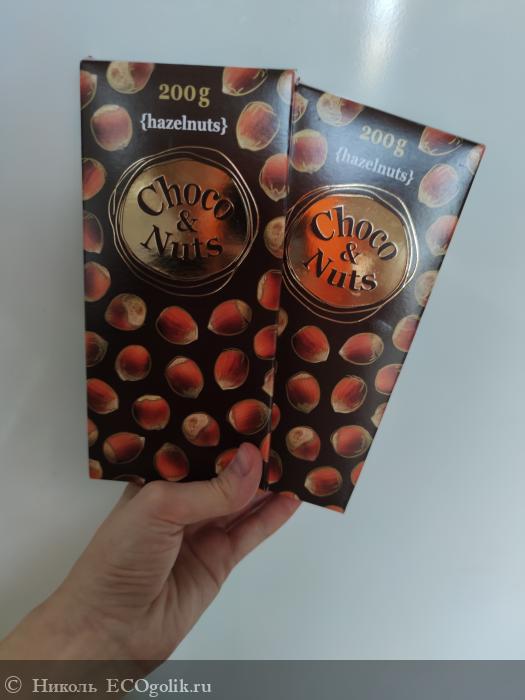 200g
{hazelnuts}
Choco
&
Nuts
200g
{hazelnuts}
Choco
&
Nuts
© Николь ECOgolik.ru